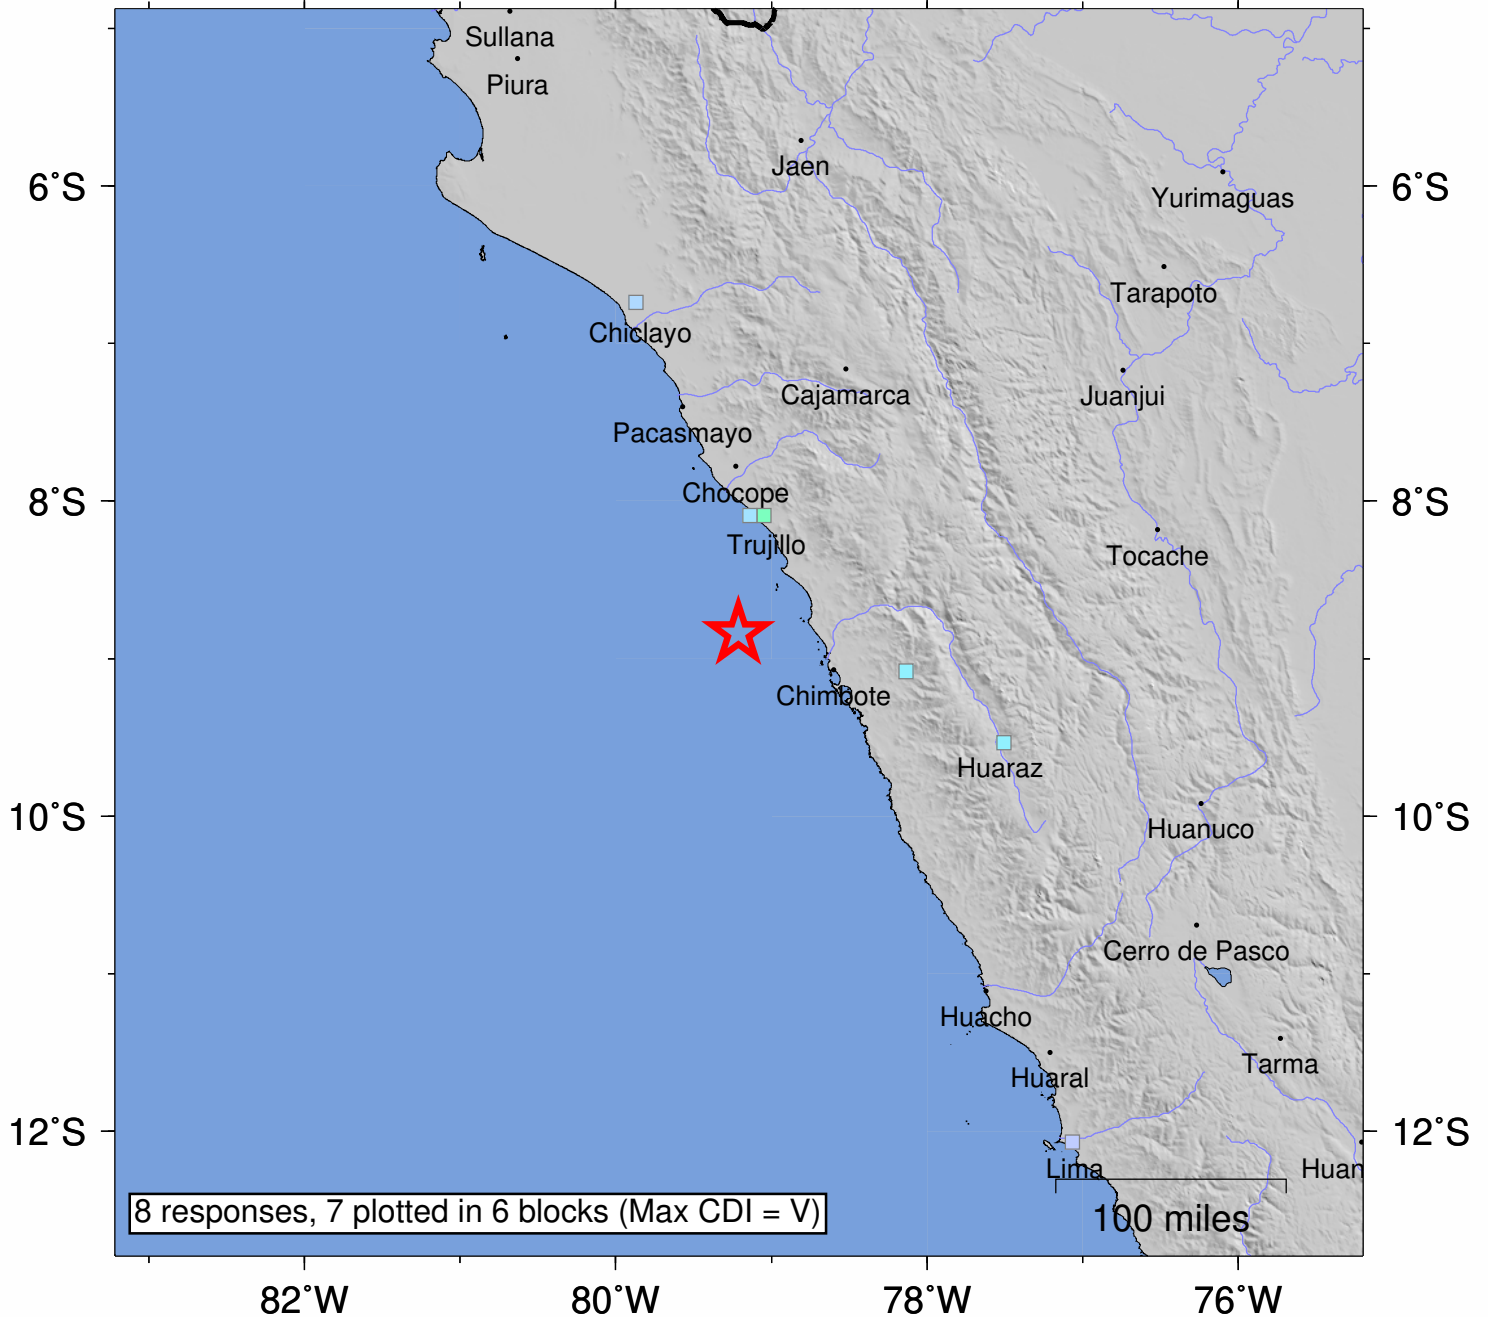 Sullana
Piura
Jaen
6°S
6°S
Yurimaguas
Tarapoto
Chiclayo
Cajamarca
Juanjui
Pacasmayo
Chocope
8°S
8°S
Trujillo
Tocache
Chimbote
Huaraz
10°S
10°S
Huanuco
Cerro de Pasco
Huacho
Tarma
Huaral
12°S
12°S
Lima
Huan
8 responses, 7 plotted in 6 blocks (Max CDI = V)
100 miles
82°W
80°W
78°W
76°W